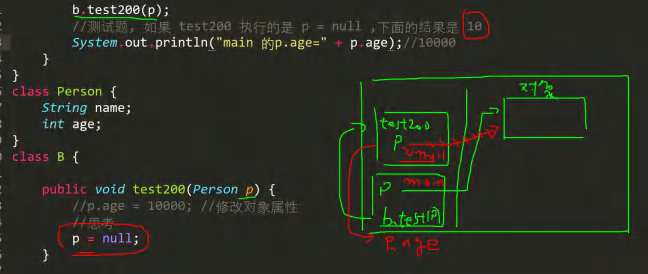 b.test200(p);
//测试题，如果 test200 执行的是 p = null ,下面的结果是 10
System.out.println("main 的p.age=" + p.age);//10000
}
}
class Person {
String name;
int age;
}
class B {
public void test200(Person p) {
//p.age = 10000; //修改对象属性
//思考
p = null;
}
test200
p null
p main
b.test(p)
p.age